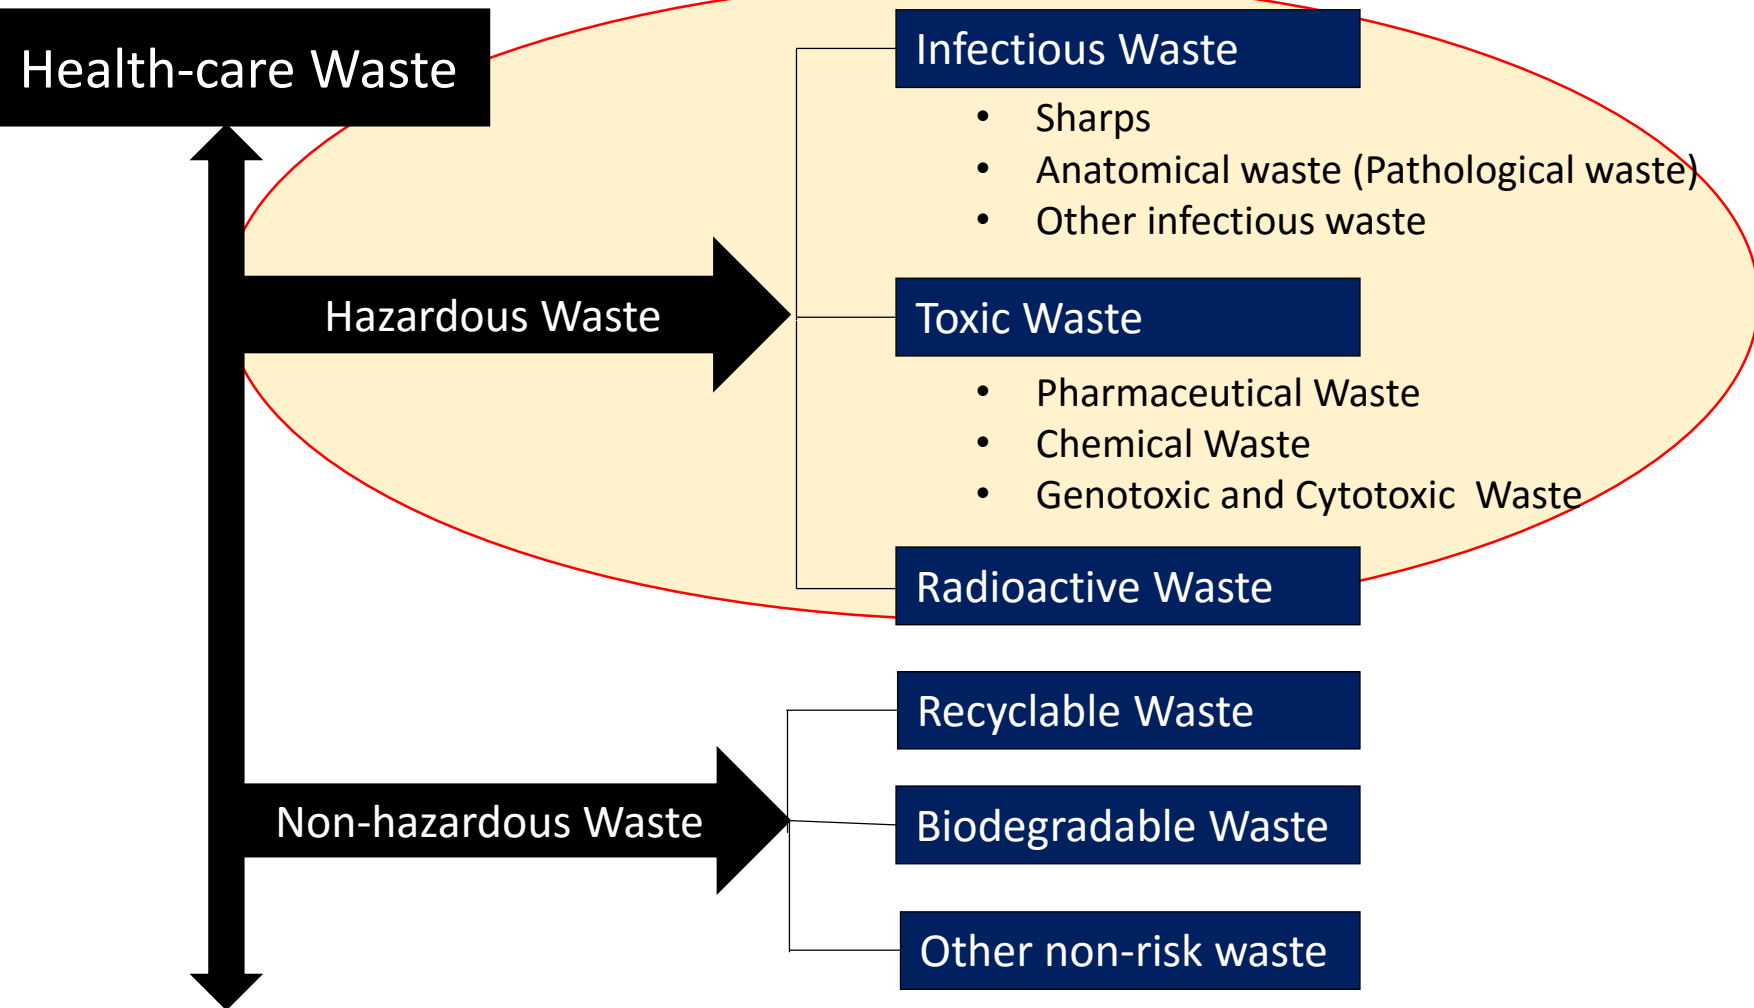 Health-care Waste
Infectious Waste
• Sharps
• Anatomical waste (Pathological waste)
• Other infectious waste
Hazardous Waste
Toxic Waste
• Pharmaceutical Waste
• Chemical Waste
• Genotoxic and Cytotoxic  Waste
Radioactive Waste
Recyclable Waste
Non-hazardous Waste
Biodegradable Waste
Other non-risk waste